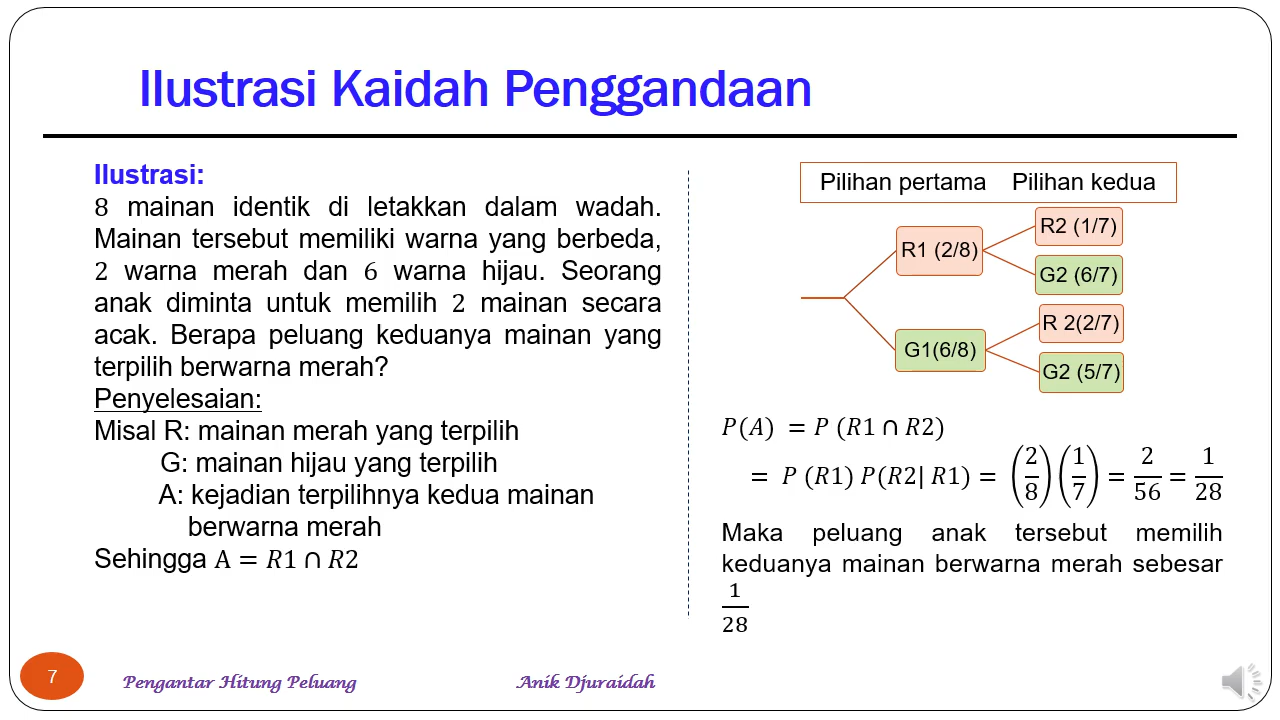 Ilustrasi Kaidah Penggandaan
Ilustrasi:
8 mainan identik di letakkan dalam wadah.
Mainan tersebut memiliki warna yang berbeda,
2 warna merah dan 6 warna hijau. Seorang
anak diminta untuk memilih 2 mainan secara
acak. Berapa peluang keduanya mainan yang
terpilih berwarna merah?
Penyelesaian:
Misal R: mainan merah yang terpilih
G: mainan hijau yang terpilih
A: kejadian terpilihnya kedua mainan
berwarna merah
Sehingga A = R1 ∩ R2
Pilihan pertama Pilihan kedua
R1 (2/8)
R2 (1/7)
G2 (6/7)
G1(6/8)
R 2(2/7)
G2 (5/7)
P(A) = P (R1 ∩ R2)
= P (R1) P(R2| R1) = (2/8)(1/7) = 2/56 = 1/28
Maka peluang anak tersebut memilih
keduanya mainan berwarna merah sebesar
1/28
7
Pengantar Hitung Peluang
Anik Djuraidah